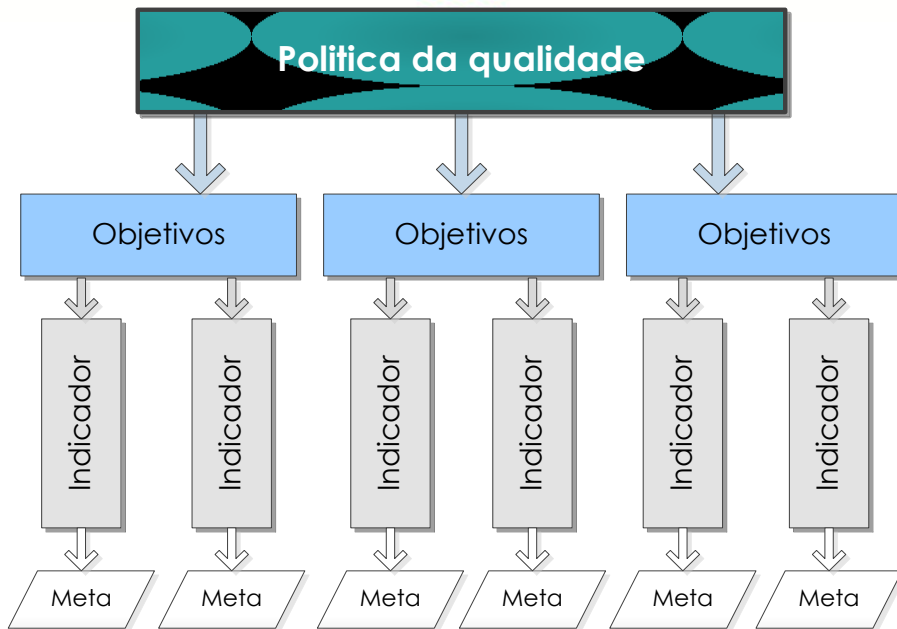 Politica da qualidade
Objetivos
Objetivos
Objetivos
Indicador
Indicador
Indicador
Indicador
Indicador
Indicador
Meta
Meta
Meta
Meta
Meta
Meta